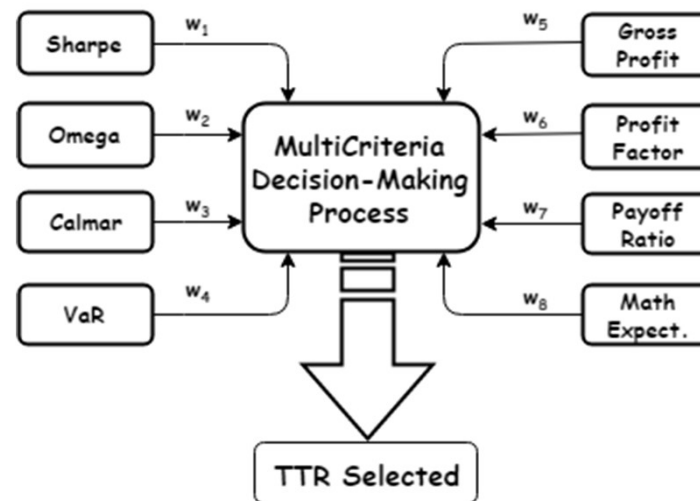 Sharpe
w1
w5
Gross
Profit
Omega
w2
MultiCriteria
Decision-Making
Process
w6
Profit
Factor
Calmar
w3
w7
Payoff
Ratio
VaR
w4
w8
Math
Expect.
TTR Selected